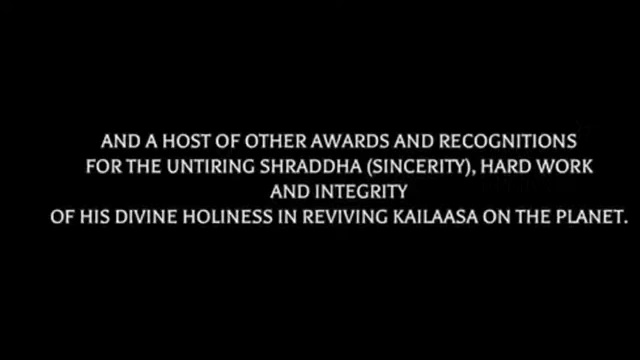 AND A HOST OF OTHER AWARDS AND RECOGNITIONS
FOR THE UNTIRING SHRADDHA (SINCERITY), HARD WORK
AND INTEGRITY
OF HIS DIVINE HOLINESS IN REVIVING KAILAASA ON THE PLANET.